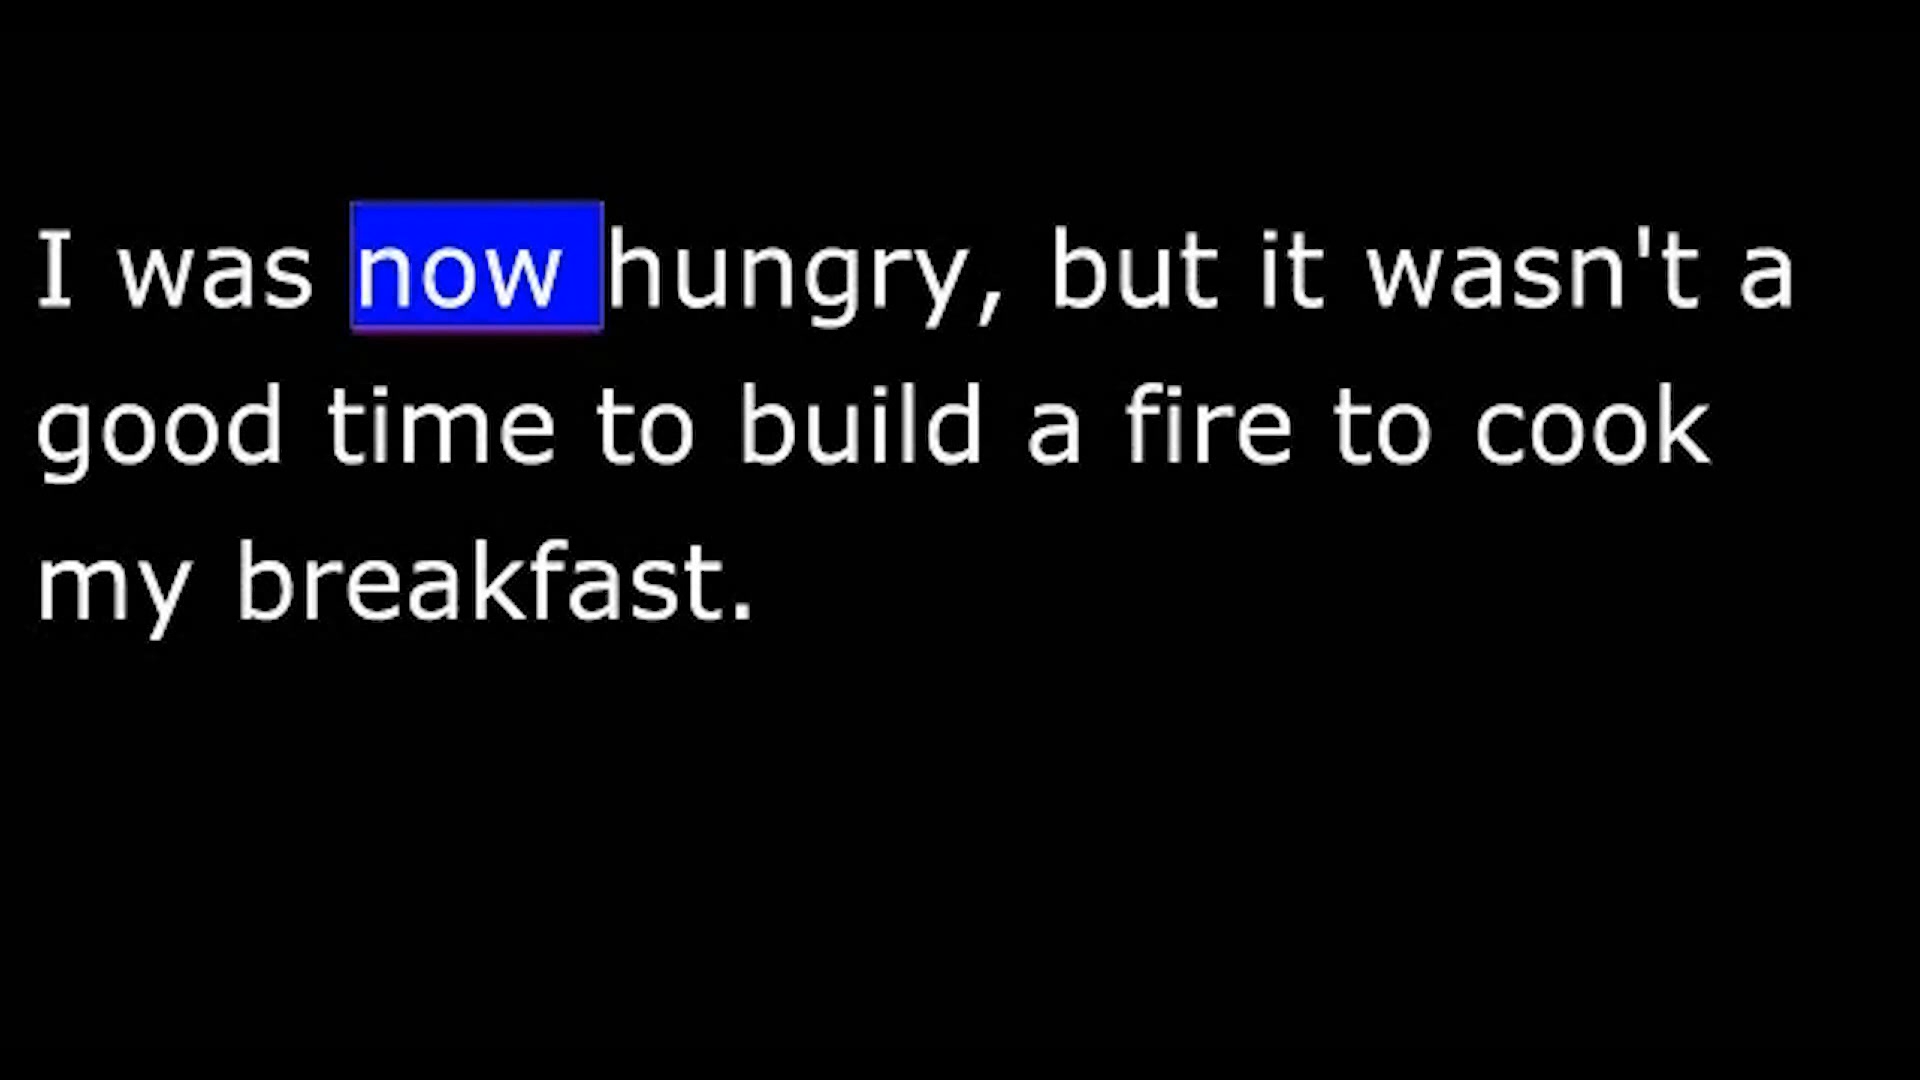 I was now hungry, but it wasn't a
good time to build a fire to cook
my breakfast.